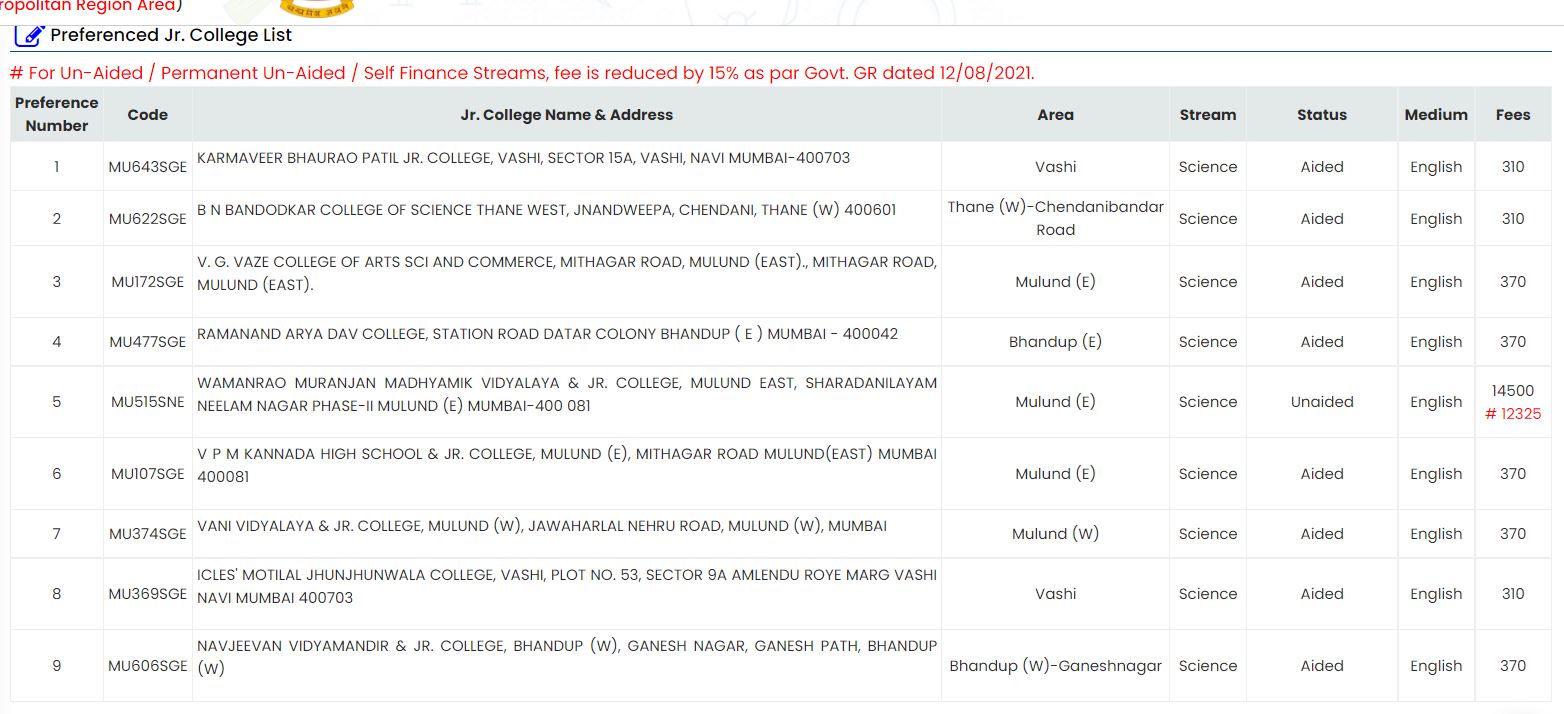 ropolitan Region Area)
Preferenced Jr. College List
# For Un-Aided / Permanent Un-Aided / Self Finance Streams, fee is reduced by 15% as par Govt. GR dated 12/08/2021.
Preference Number Code Jr. College Name & Address Area Stream Status Medium Fees
1 MU643SGE KARMAVEER BHAURAO PATIL JR. COLLEGE, VASHI, SECTOR 15A, VASHI, NAVI MUMBAI-400703 Vashi Science Aided English 310
2 MU622SGE B N BANDODKAR COLLEGE OF SCIENCE THANE WEST, JNANDWEEPA, CHENDANI, THANE (W) 400601 Thane (W)-Chendanibandar Road Science Aided English 310
3 MU172SGE V. G. VAZE COLLEGE OF ARTS SCI AND COMMERCE, MITHAGAR ROAD, MULUND (EAST)., MITHAGAR ROAD, MULUND (EAST). Mulund (E) Science Aided English 370
4 MU477SGE RAMANAND ARYA DAV COLLEGE, STATION ROAD DATAR COLONY BHANDUP ( E ) MUMBAI - 400042 Bhandup (E) Science Aided English 370
5 MU515SNE WAMANRAO MURANJAN MADHYAMIK VIDYALAYA & JR. COLLEGE, MULUND EAST, SHARADANILAYAM NEELAM NAGAR PHASE-II MULUND (E) MUMBAI-400 081 Mulund (E) Science Unaided English 14500 # 12325
6 MU107SGE V P M KANNADA HIGH SCHOOL & JR. COLLEGE, MULUND (E), MITHAGAR ROAD MULUND(EAST) MUMBAI 400081 Mulund (E) Science Aided English 370
7 MU374SGE VANI VIDYALAYA & JR. COLLEGE, MULUND (W), JAWAHARLAL NEHRU ROAD, MULUND (W), MUMBAI Mulund (W) Science Aided English 370
8 MU369SGE ICLES' MOTILAL JHUNJHUNWALA COLLEGE, VASHI, PLOT NO. 53, SECTOR 9A AMLENDU ROYE MARG VASHI NAVI MUMBAI 400703 Vashi Science Aided English 310
9 MU606SGE NAVJEEVAN VIDYAMANDIR & JR. COLLEGE, BHANDUP (W), GANESH NAGAR, GANESH PATH, BHANDUP (W) Bhandup (W)-Ganeshnagar Science Aided English 370